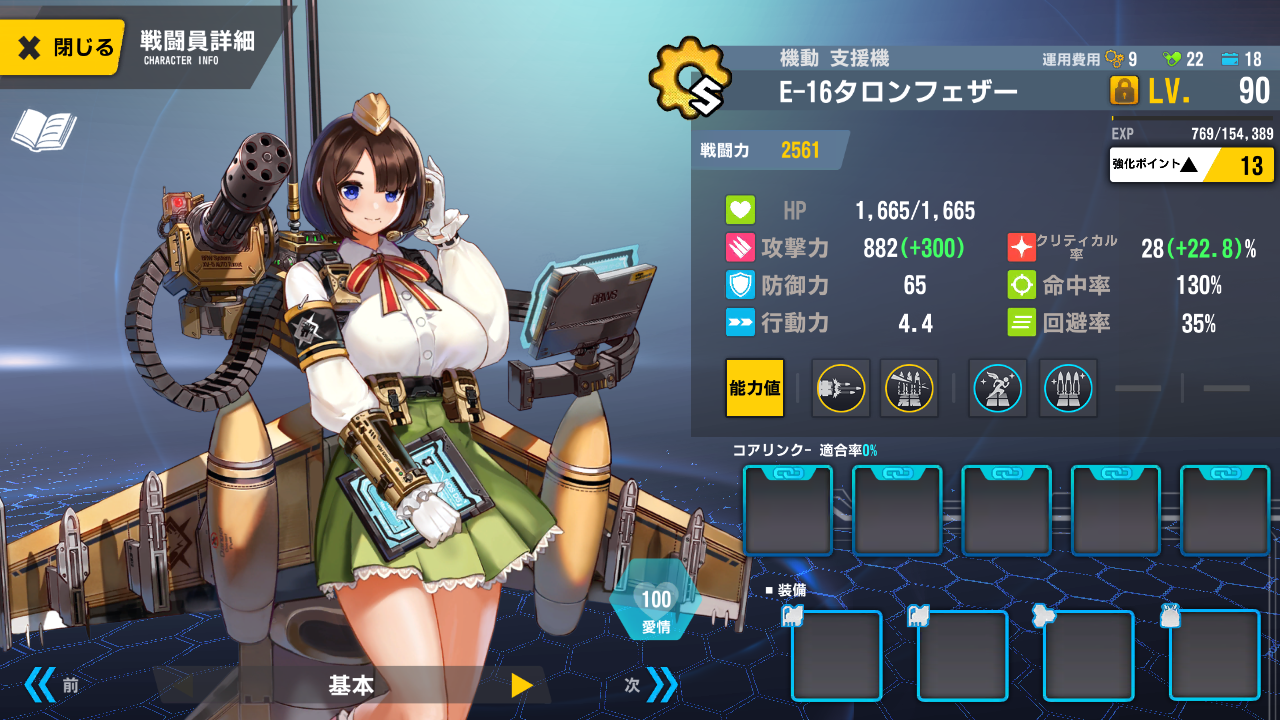 閉じる
戦闘員詳細
CHARACTER INFO
機動 支援機
運用費用 9 22 18
S
E-16タロンフェザー
LV. 90
EXP 769/154,389
戦闘力 2561
強化ポイント▲ 13
HP 1,665/1,665
攻撃力 882(+300)
クリティカル率 28(+22.8)%
防御力 65
命中率 130%
行動力 4.4
回避率 35%
能力値
コアリンク- 適合率0%
■ 装備
100
愛情
前
基本
次
BRWS